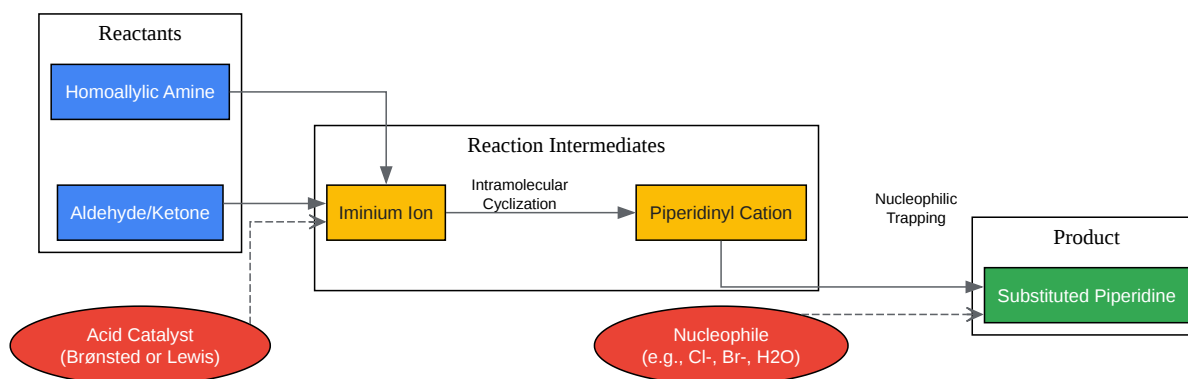 Reactants
Homoallylic Amine
Aldehyde/Ketone
Acid Catalyst
(Brønsted or Lewis)
Reaction Intermediates
Iminium Ion
Intramolecular
Cyclization
Piperidinyl Cation
Nucleophile
(e.g., Cl-, Br-, H2O)
Nucleophilic
Trapping
Product
Substituted Piperidine